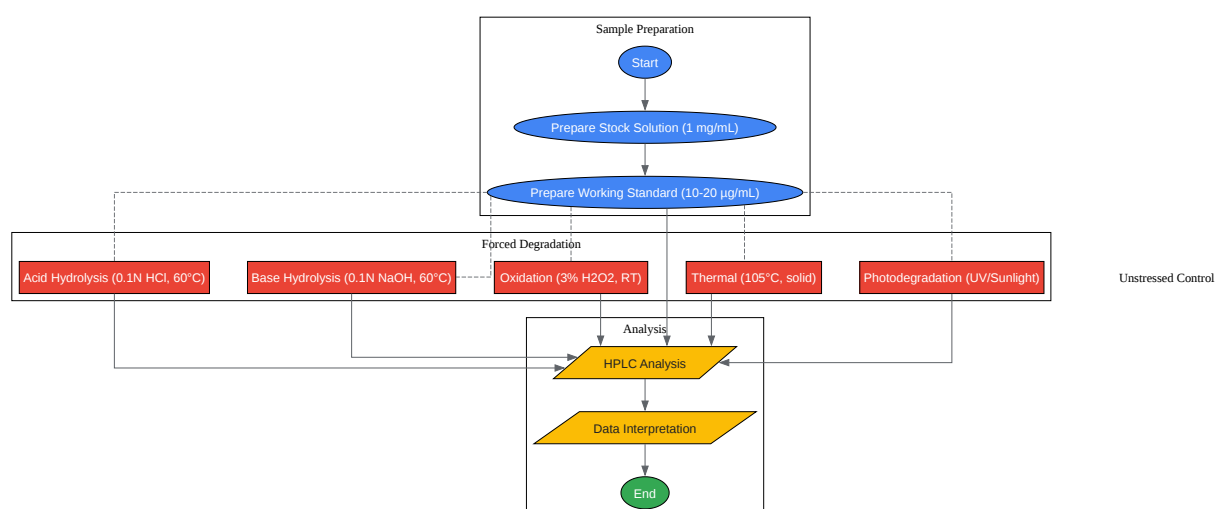 Sample Preparation
Start
Prepare Stock Solution (1 mg/mL)
Prepare Working Standard (10-20 µg/mL)
Forced Degradation
Acid Hydrolysis (0.1N HCl, 60°C)
Base Hydrolysis (0.1N NaOH, 60°C)
Oxidation (3% H2O2, RT)
Thermal (105°C, solid)
Photodegradation (UV/Sunlight)
Unstressed Control
Analysis
HPLC Analysis
Data Interpretation
End